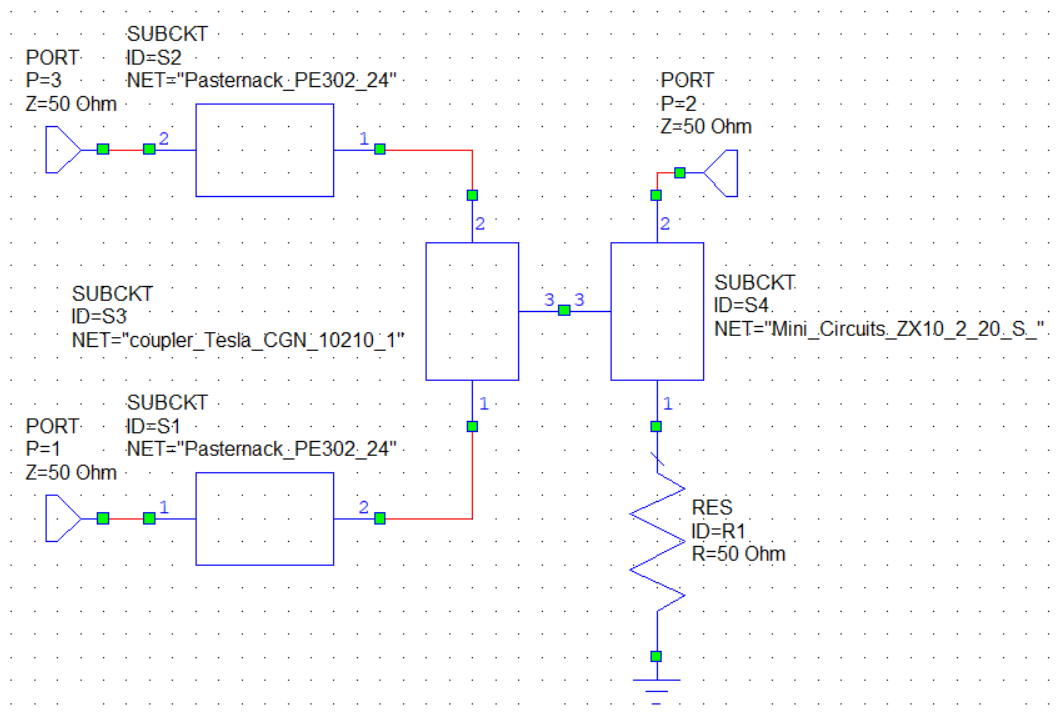 SUBCKT
ID=S2
NET="Pasternack_PE302_24"
PORT
P=3
Z=50 Ohm
2
1
PORT
P=2
Z=50 Ohm
2
2
SUBCKT
ID=S3
NET="coupler_Tesla_CGN_10210_1"
3
3
SUBCKT
ID=S4
NET="Mini_Circuits_ZX10_2_20_S_"
1
1
SUBCKT
ID=S1
NET="Pasternack_PE302_24"
PORT
P=1
Z=50 Ohm
1
2
RES
ID=R1
R=50 Ohm